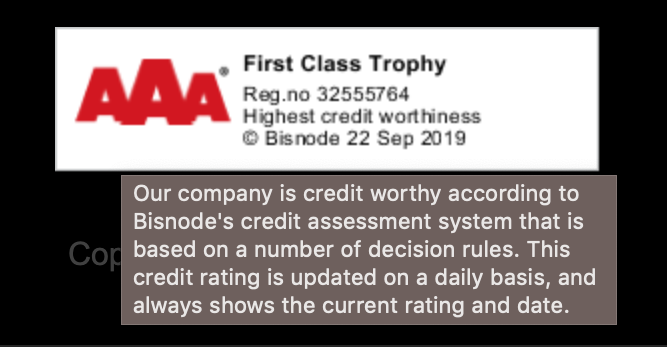 AAA®
First Class Trophy
Reg.no 32555764
Highest credit worthiness
© Bisnode 22 Sep 2019
Our company is credit worthy according to
Bisnode's credit assessment system that is
based on a number of decision rules. This
credit rating is updated on a daily basis, and
always shows the current rating and date.